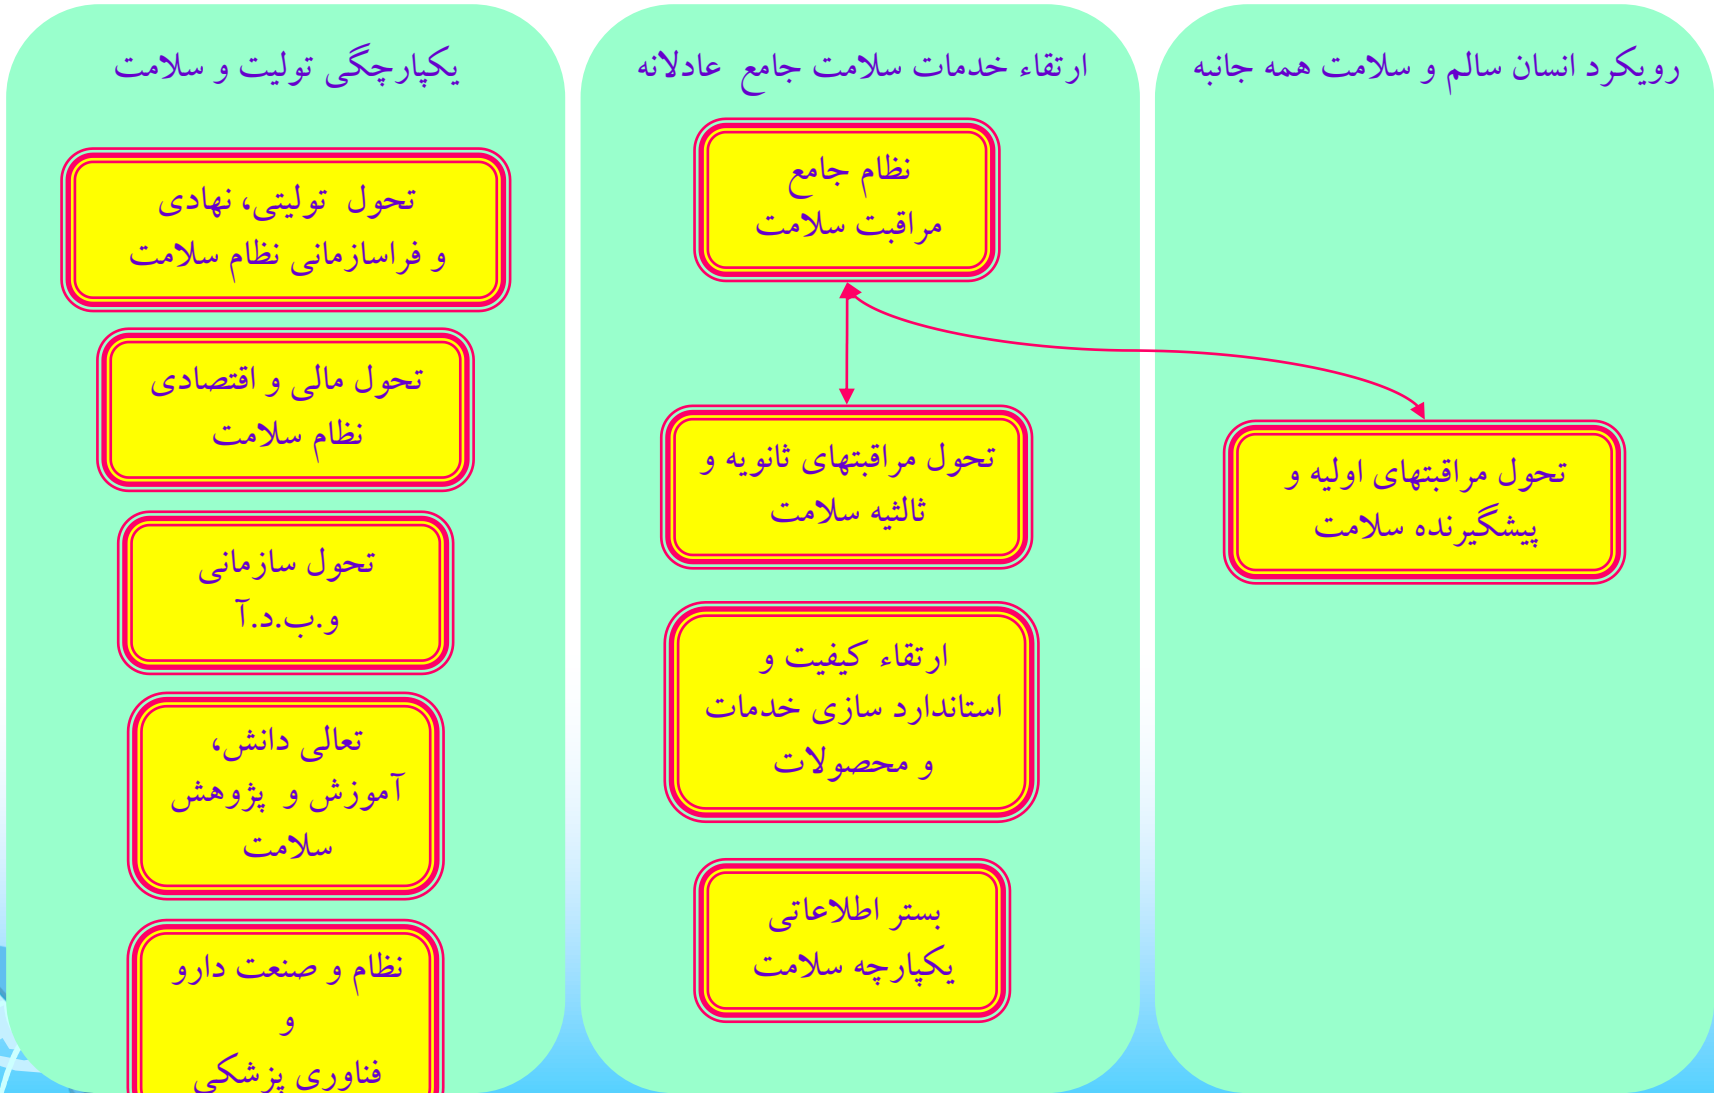 رویکرد انسان سالم و سلامت همه جانبه
تحول مراقبتهای اولیه و
پیشگیرنده سلامت
ارتقاء خدمات سلامت جامع عادلانه
نظام جامع
مراقبت سلامت
تحول مراقبتهای ثانویه و
ثالثیه سلامت
ارتقاء کیفیت و
استاندارد سازی خدمات
و محصولات
بستر اطلاعاتی
یکپارچه سلامت
یکپارچگی تولیت و سلامت
تحول تولیتی، نهادی
و فراسازمانی نظام سلامت
تحول مالی و اقتصادی
نظام سلامت
تحول سازمانی
و.ب.د.آ
تعالی دانش،
آموزش و پژوهش
سلامت
نظام و صنعت دارو
و
فناوری پزشکی